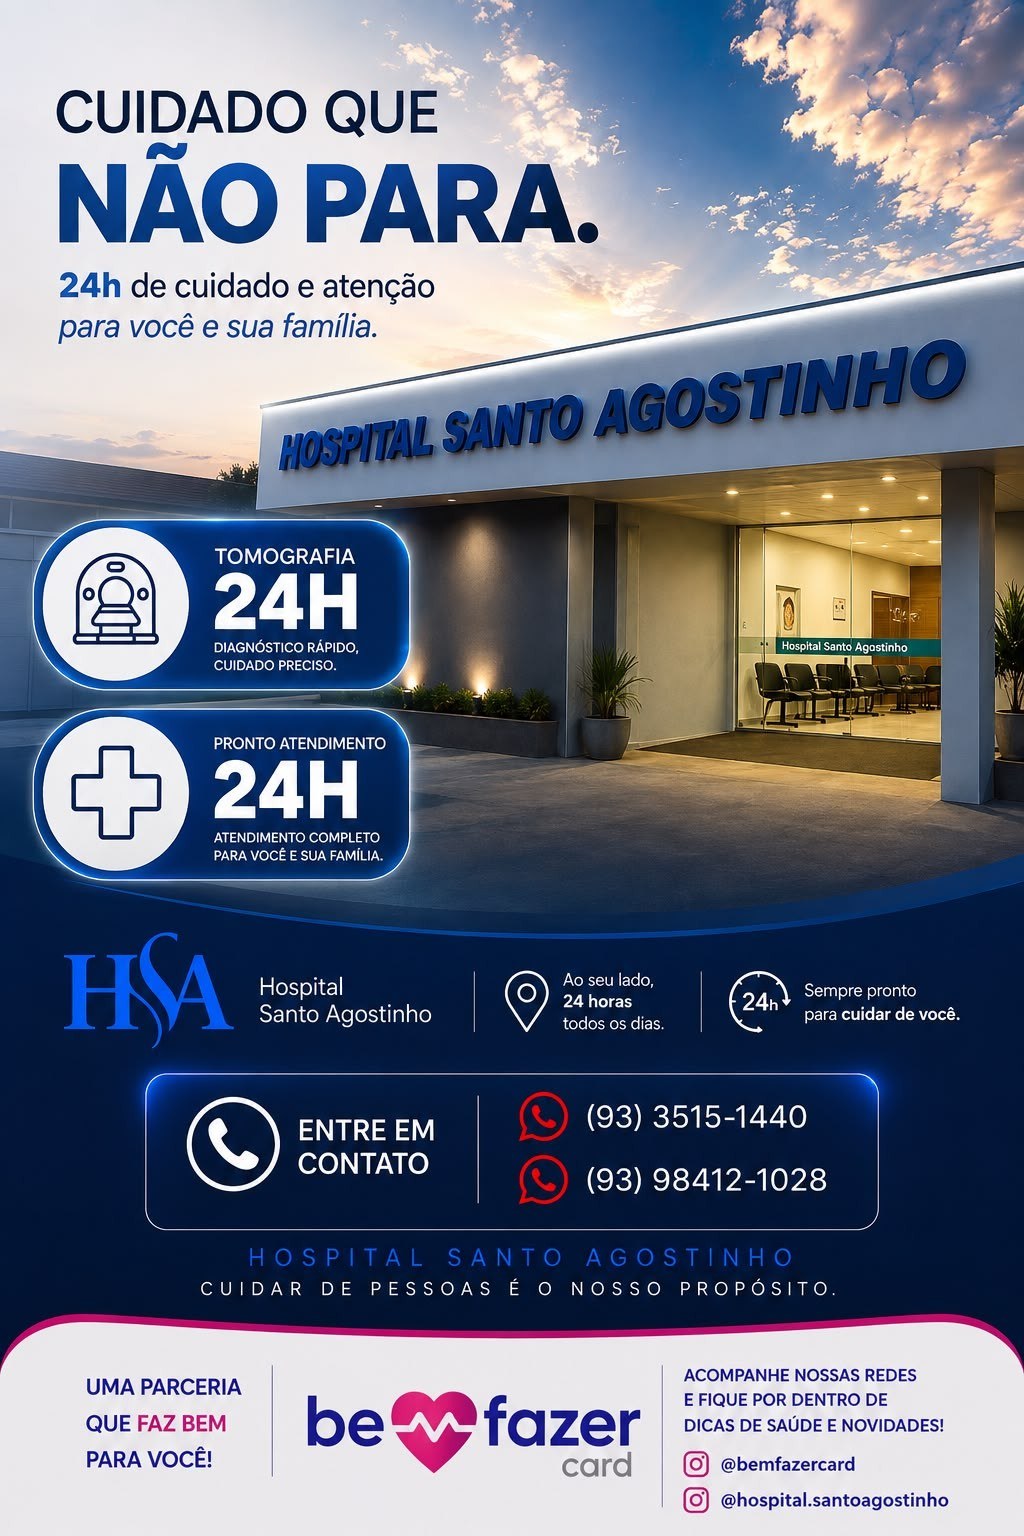 CUIDADO QUE
NÃO PARA.
24h de cuidado e atenção
para você e sua família.
HOSPITAL SANTO AGOSTINHO
Hospital Santo Agostinho
TOMOGRAFIA
24H
DIAGNÓSTICO RÁPIDO,
CUIDADO PRECISO.
PRONTO ATENDIMENTO
24H
ATENDIMENTO COMPLETO
PARA VOCÊ E SUA FAMÍLIA.
HSA
Hospital
Santo Agostinho
Ao seu lado,
24 horas
todos os dias.
24h
Sempre pronto
para cuidar de você.
ENTRE EM
CONTATO
(93) 3515-1440
(93) 98412-1028
HOSPITAL SANTO AGOSTINHO
CUIDAR DE PESSOAS É O NOSSO PROPÓSITO.
UMA PARCERIA
QUE FAZ BEM
PARA VOCÊ!
be fazer
card
ACOMPANHE NOSSAS REDES
E FIQUE POR DENTRO DE
DICAS DE SAÚDE E NOVIDADES!
@bemfazercard
@hospital.santoagostinho